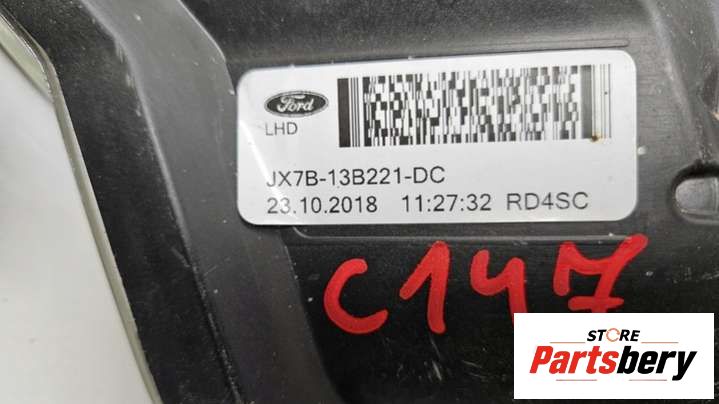 Ford
LHD
JX7B-13B221-DC
23.10.2018 11:27:32 RD4SC
C147
STORE
Partsbery